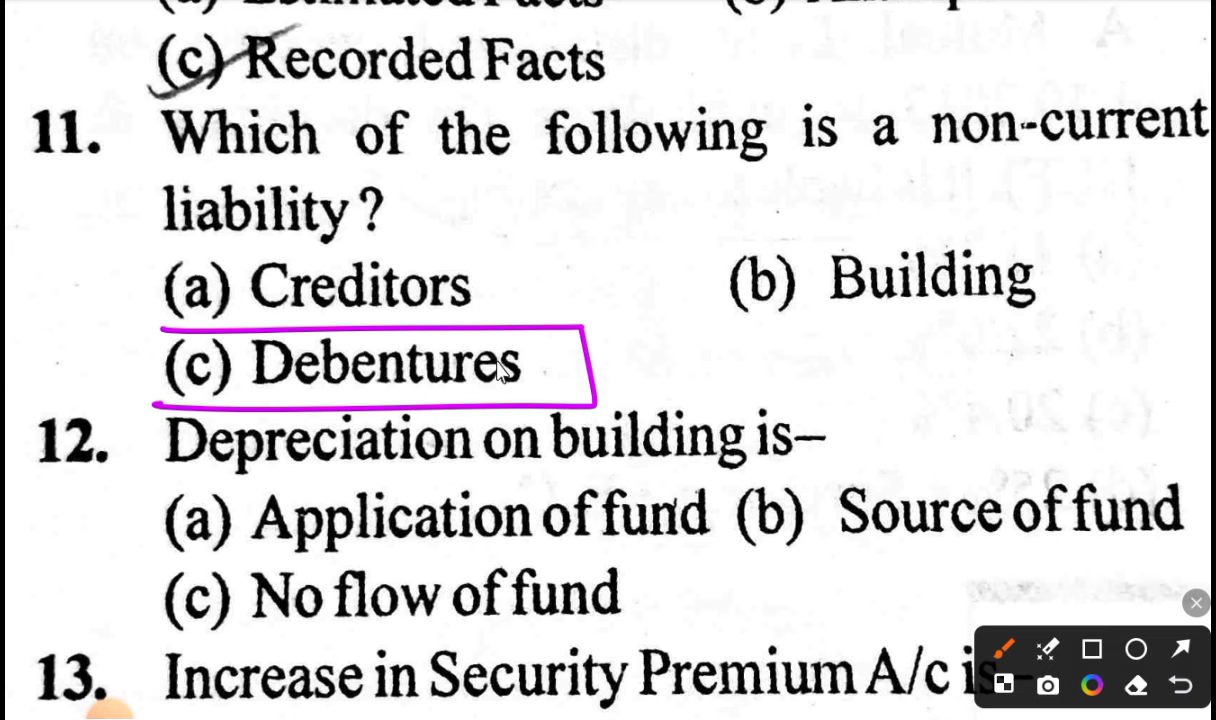 (c) Recorded Facts
11. Which of the following is a non-current
liability ?
(a) Creditors (b) Building
(c) Debentures
12. Depreciation on building is–
(a) Application of fund (b) Source of fund
(c) No flow of fund
13. Increase in Security Premium A/c is